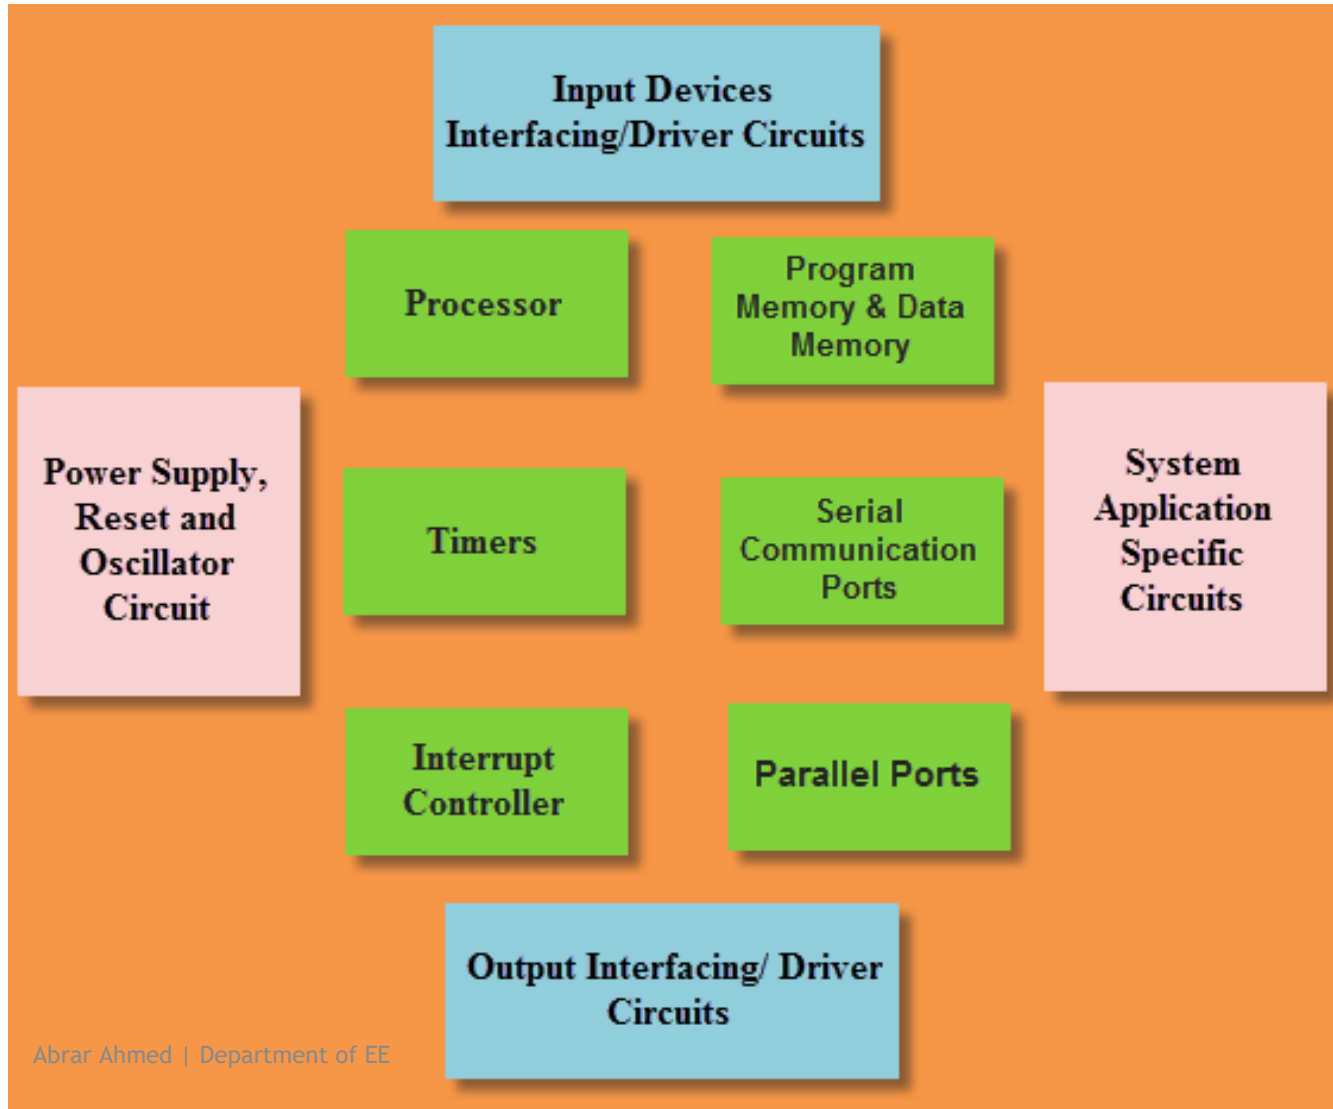 Input Devices
Interfacing/Driver Circuits
Processor
Program
Memory & Data
Memory
Power Supply,
Reset and
Oscillator
Circuit
Timers
Serial
Communication
Ports
System
Application
Specific
Circuits
Interrupt
Controller
Parallel Ports
Output Interfacing/ Driver
Circuits
Abrar Ahmed | Department of EE